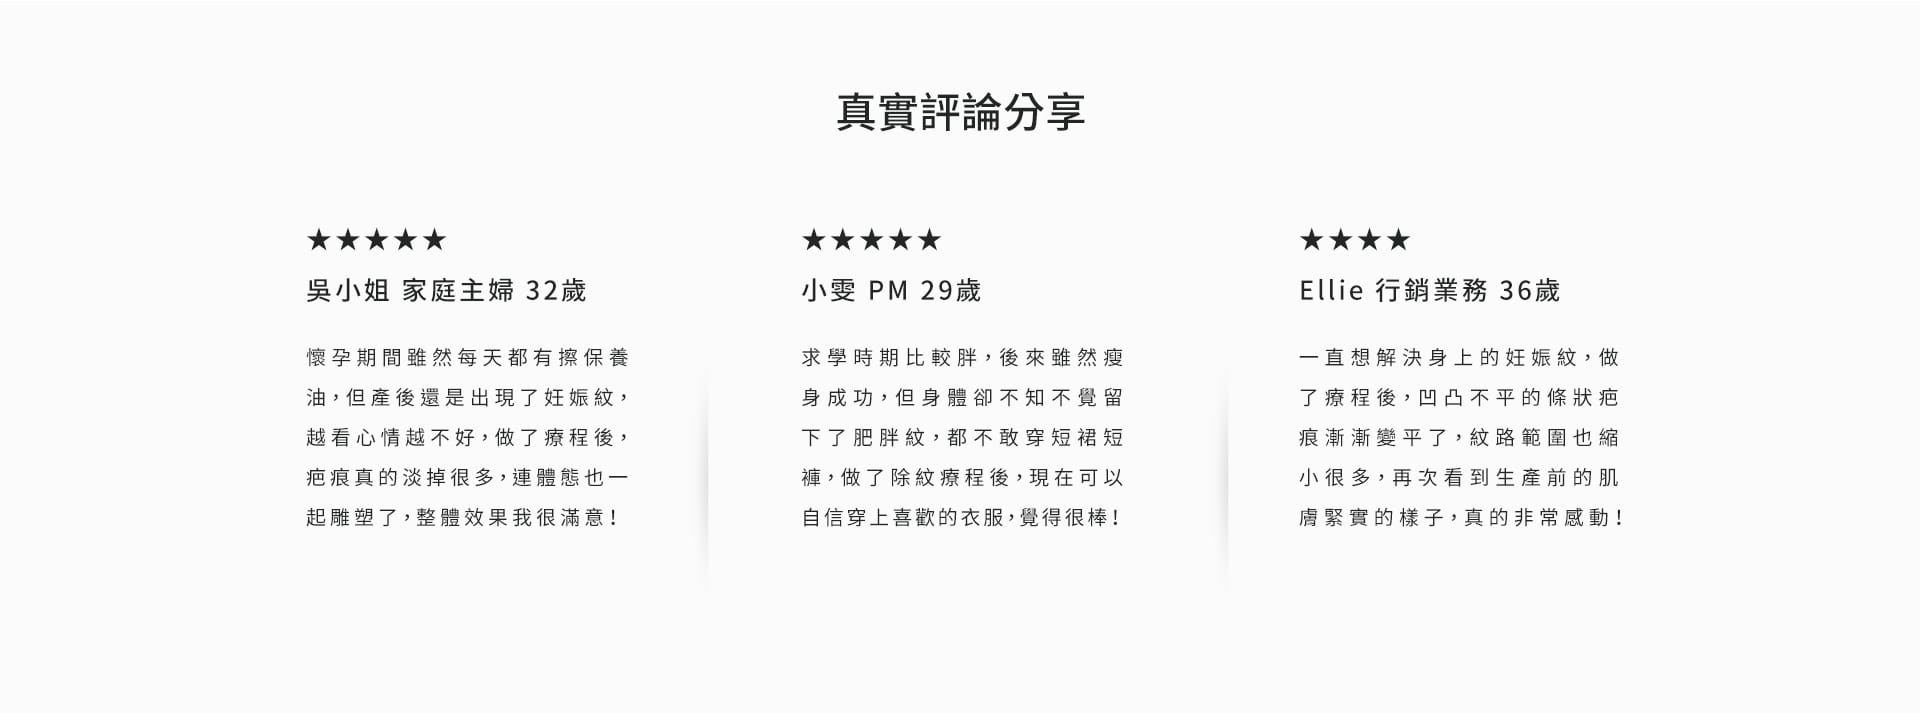 真實評論分享
★★★★★
吳小姐 家庭主婦 32歲
懷孕期間雖然每天都有擦保養
油，但產後還是出現了妊娠紋，
越看心情越不好，做了療程後，
疤痕真的淡掉很多，連體態也一
起雕塑了，整體效果我很滿意！
★★★★★
小雯 PM 29歲
求學時期比較胖，後來雖然瘦
身成功，但身體卻不知不覺留
下了肥胖紋，都不敢穿短裙短
褲，做了除紋療程後，現在可以
自信穿上喜歡的衣服，覺得很棒！
★★★★
Ellie 行銷業務 36歲
一直想解決身上的妊娠紋，做
了療程後，凹凸不平的條狀疤
痕漸漸變平了，紋路範圍也縮
小很多，再次看到生產前的肌
膚緊實的樣子，真的非常感動！